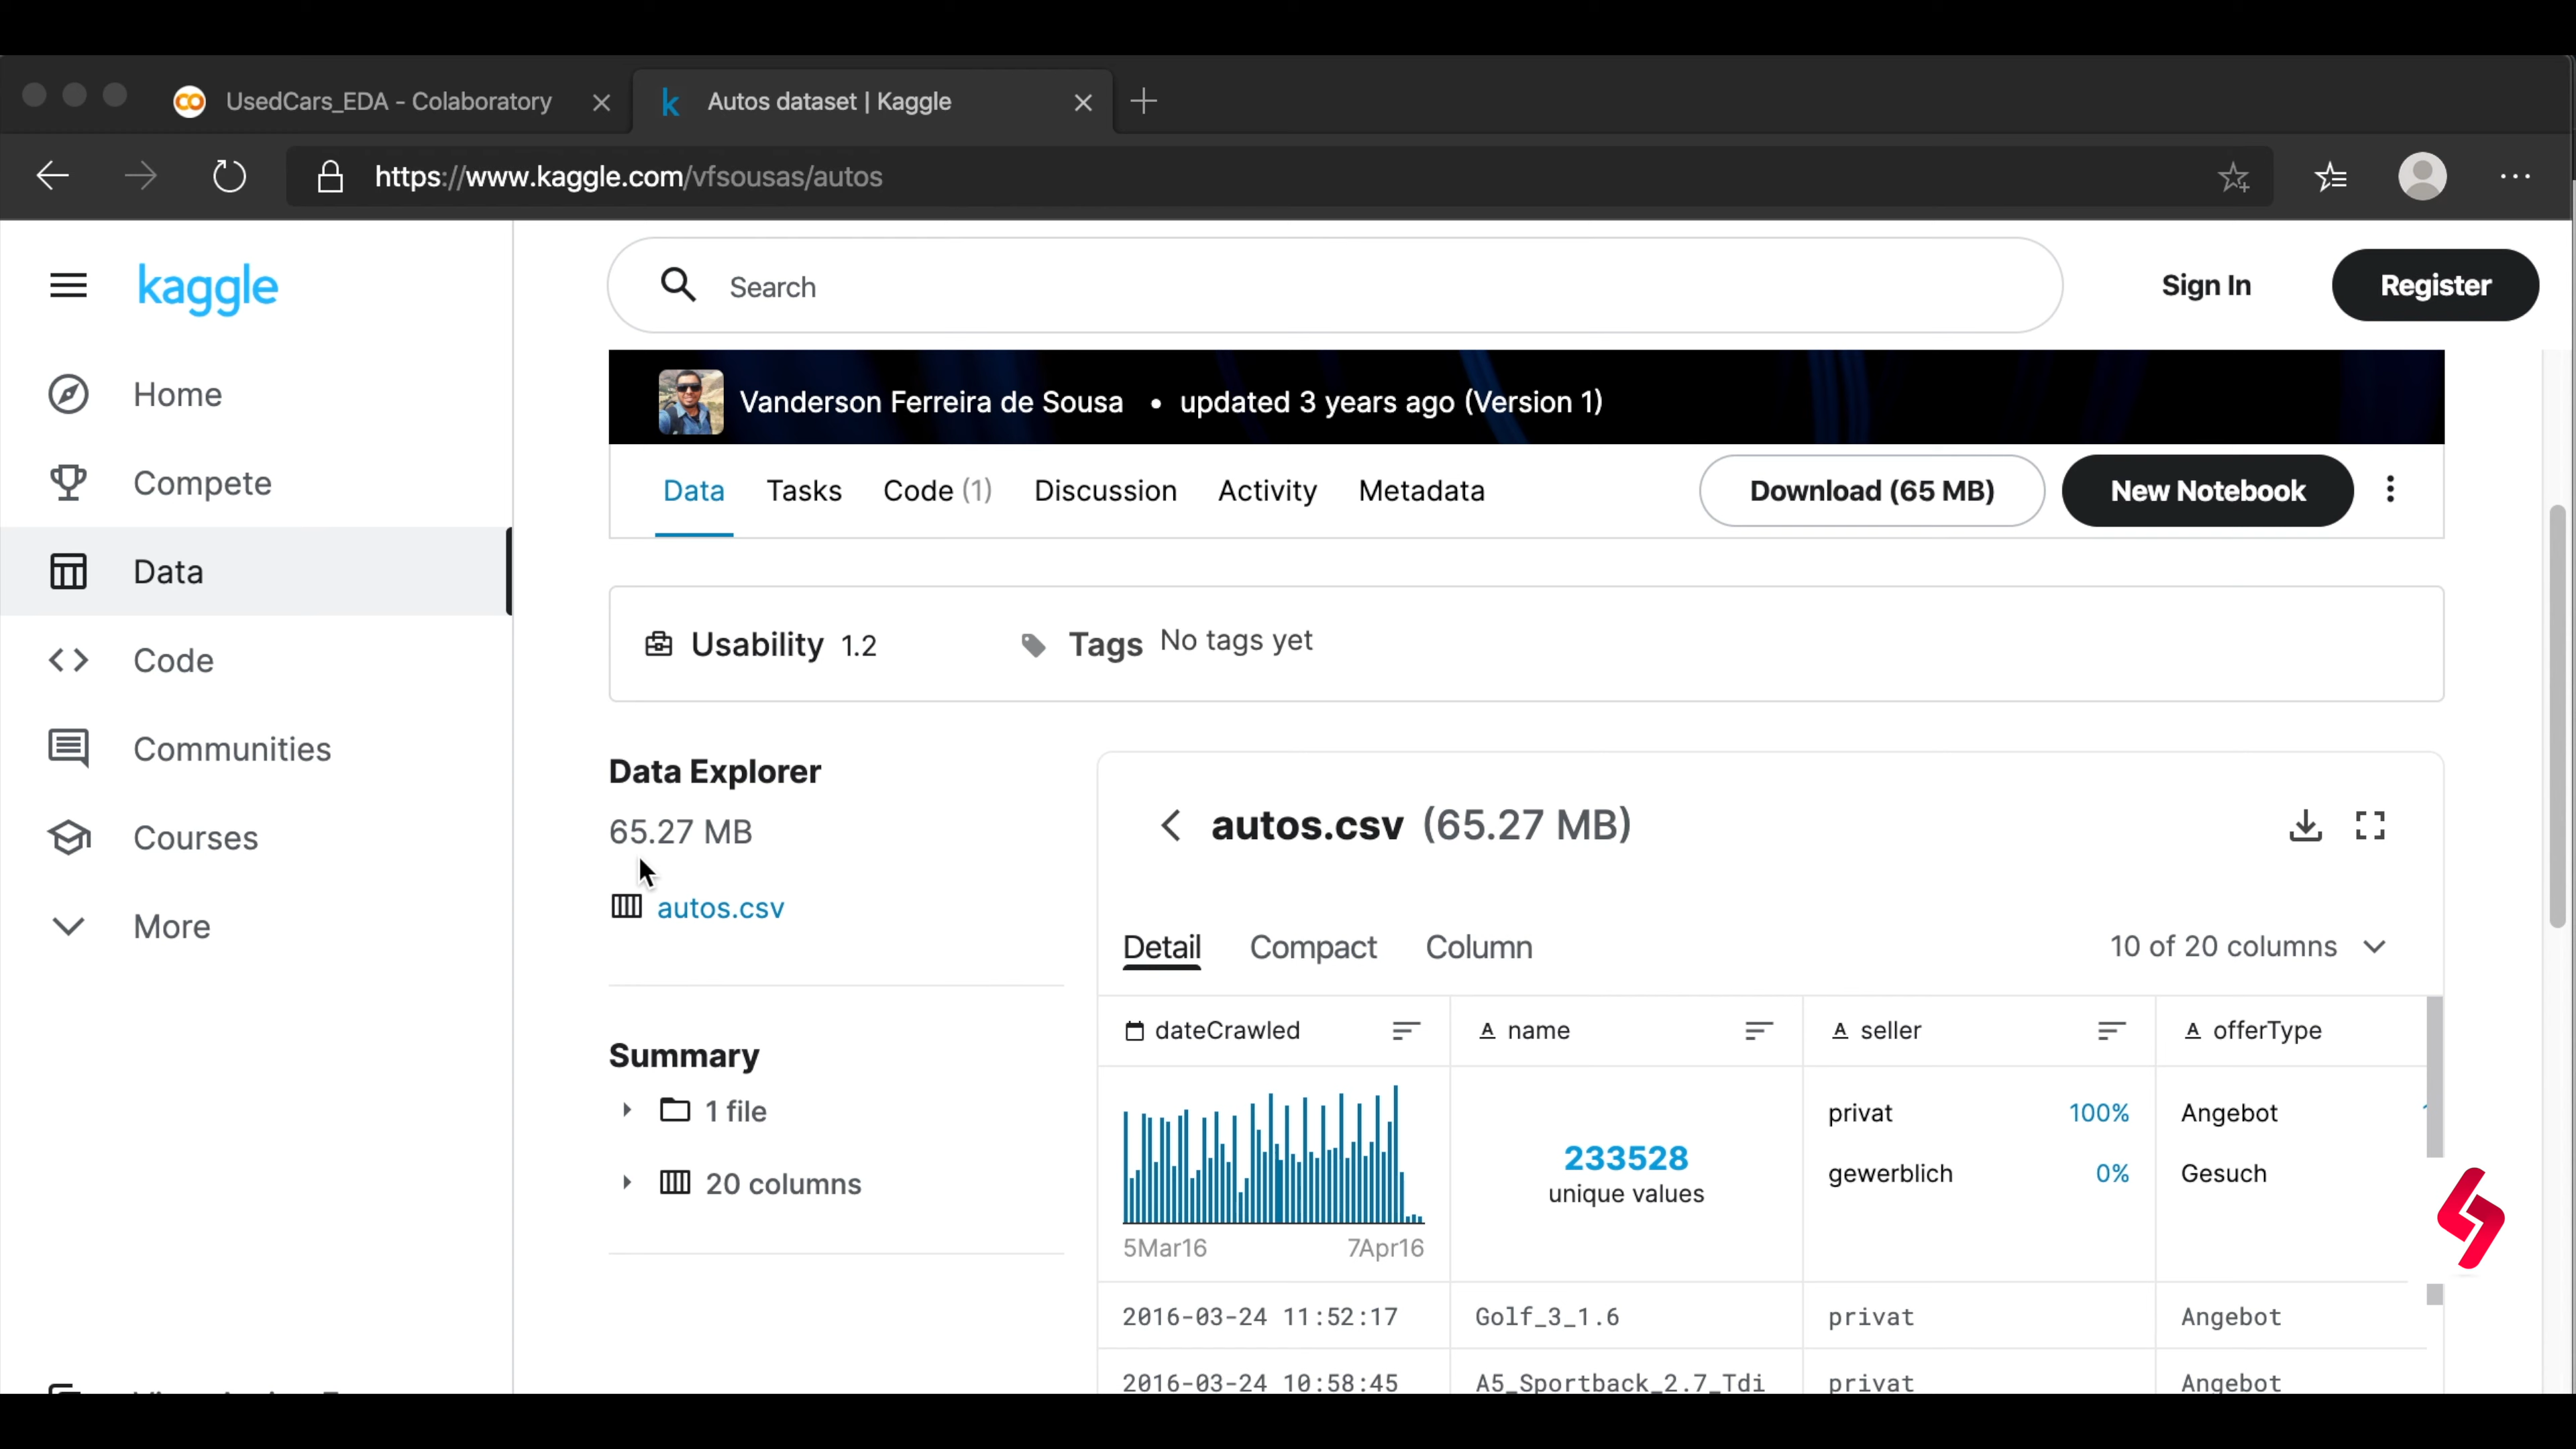 UsedCars_EDA - Colaboratory
Autos dataset | Kaggle
https://www.kaggle.com/vfsousas/autos
kaggle
Search
Sign In
Register
Home
Compete
Data
Code
Communities
Courses
More
Vanderson Ferreira de Sousa • updated 3 years ago (Version 1)
Data Tasks Code (1) Discussion Activity Metadata
Download (65 MB)
New Notebook
Usability 1.2
Tags No tags yet
Data Explorer
65.27 MB
autos.csv
Summary
1 file
20 columns
autos.csv (65.27 MB)
Detail Compact Column
10 of 20 columns
dateCrawled name seller offerType
5Mar16 7Apr16
233528
unique values
privat 100%
gewerblich 0%
Angebot
Gesuch
2016-03-24 11:52:17 Golf_3_1.6 privat Angebot
2016-03-24 10:58:45 A5_Sportback_2.7_Tdi privat Angebot